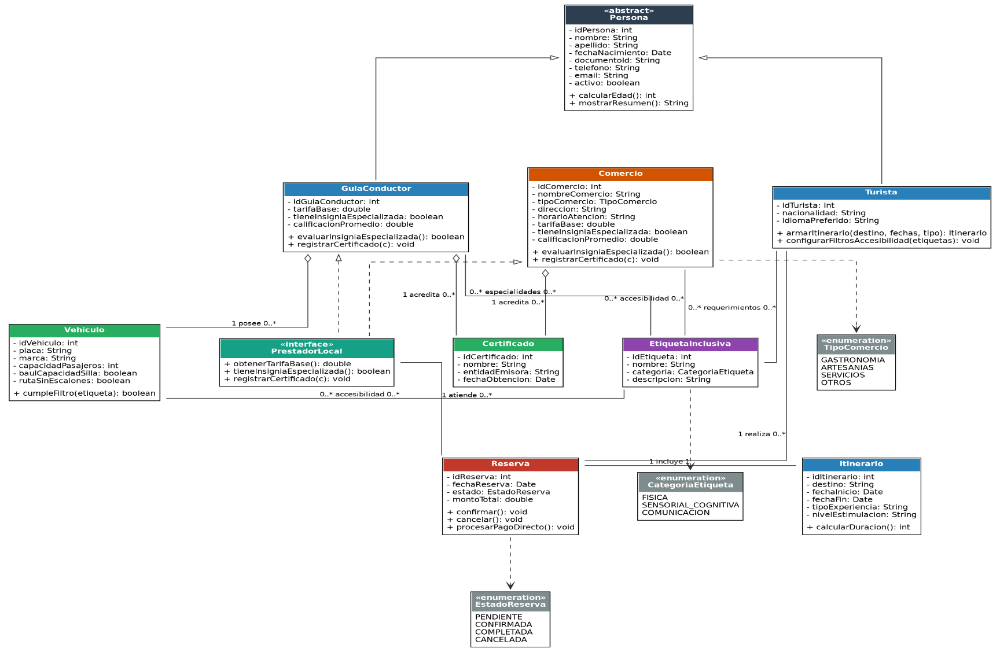 «abstract»
Persona
- idPersona: int
- nombre: String
- apellido: String
- fechaNacimiento: Date
- documentoId: String
- telefono: String
- email: String
- activo: boolean
+ calcularEdad(): int
+ mostrarResumen(): String
GuiaConductor
- idGuiaConductor: int
- tarifaBase: double
- tieneInsigniaEspecializada: boolean
- calificacionPromedio: double
+ evaluarInsigniaEspecializada(): boolean
+ registrarCertificado(c): void
Comercio
- idComercio: int
- nombreComercio: String
- tipoComercio: TipoComercio
- direccion: String
- horarioAtencion: String
- tarifaBase: double
- tieneInsigniaEspecializada: boolean
- calificacionPromedio: double
+ evaluarInsigniaEspecializada(): boolean
+ registrarCertificado(c): void
Turista
- idTurista: int
- nacionalidad: String
- idiomaPreferido: String
+ armarItinerario(destino, fechas, tipo): Itinerario
+ configurarFiltrosAccesibilidad(etiquetas): void
1 acredita 0..*
0..* especialidades 0..*
1 acredita 0..*
0..* accesibilidad 0..*
0..* requerimientos 0..*
1 posee 0..*
Vehiculo
- idVehiculo: int
- placa: String
- marca: String
- capacidadPasajeros: int
- baulCapacidadSilla: boolean
- rutaSinEscalones: boolean
+ cumpleFiltro(etiqueta): boolean
«interface»
PrestadorLocal
+ obtenerTarifaBase(): double
+ tieneInsigniaEspecializada(): boolean
+ registrarCertificado(c): void
Certificado
- idCertificado: int
- nombre: String
- entidadEmisora: String
- fechaObtencion: Date
EtiquetaInclusiva
- idEtiqueta: int
- nombre: String
- categoria: CategoriaEtiqueta
- descripcion: String
«enumeration»
TipoComercio
GASTRONOMIA
ARTESANIAS
SERVICIOS
OTROS
0..* accesibilidad 0..*
1 atiende 0..*
1 realiza 0..*
1 incluye 1
Reserva
- idReserva: int
- fechaReserva: Date
- estado: EstadoReserva
- montoTotal: double
+ confirmar(): void
+ cancelar(): void
+ procesarPagoDirecto(): void
«enumeration»
CategoriaEtiqueta
FISICA
SENSORIAL_COGNITIVA
COMUNICACION
Itinerario
- idItinerario: int
- destino: String
- fechaInicio: Date
- fechaFin: Date
- tipoExperiencia: String
- nivelEstimulacion: String
+ calcularDuracion(): int
«enumeration»
EstadoReserva
PENDIENTE
CONFIRMADA
COMPLETADA
CANCELADA